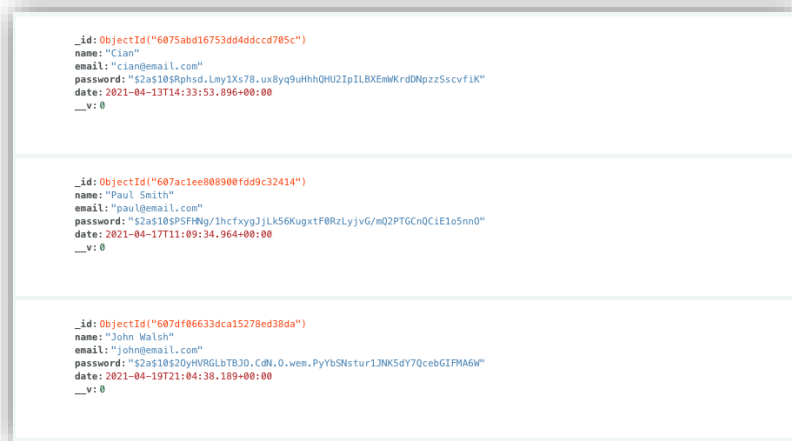 _id: ObjectId("6075abd16753dd4ddccd705c")
name: "Cian"
email: "cian@email.com"
password: "$2a$10$Rphsd.Lmy1Xs78.ux8yq9uHhhQHU2IpILBXEmWKrdDNpzzSscvfiK"
date: 2021-04-13T14:33:53.896+00:00
__v: 0
_id: ObjectId("607ac1ee808900fdd9c32414")
name: "Paul Smith"
email: "paul@email.com"
password: "$2a$10$PSFHNg/1hcfxygJjLk56KugxtF0RzLyjvG/mQ2PTGCnQCiE1o5nnO"
date: 2021-04-17T11:09:34.964+00:00
__v: 0
_id: ObjectId("607df06633dca15278ed38da")
name: "John Walsh"
email: "john@email.com"
password: "$2a$10$2OyHVRGLbTBJO.CdN.O.wem.PyYbSNstur1JNK5dY7QcebGIFMA6W"
date: 2021-04-19T21:04:38.189+00:00
__v: 0